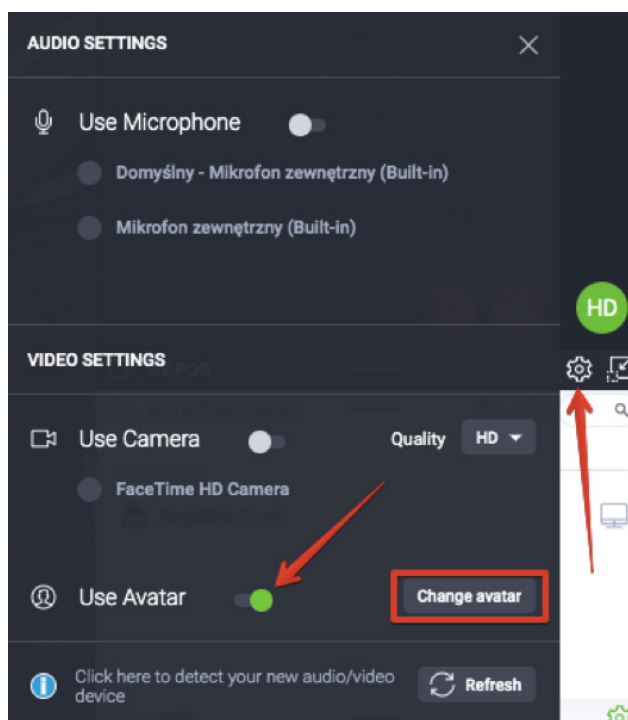 AUDIO SETTINGS
Use Microphone
Domyślny - Mikrofon zewnętrzny (Built-in)
Mikrofon zewnętrzny (Built-in)
HD
VIDEO SETTINGS
Use Camera
Quality HD
FaceTime HD Camera
Use Avatar
Change avatar
Click here to detect your new audio/video
device
Refresh